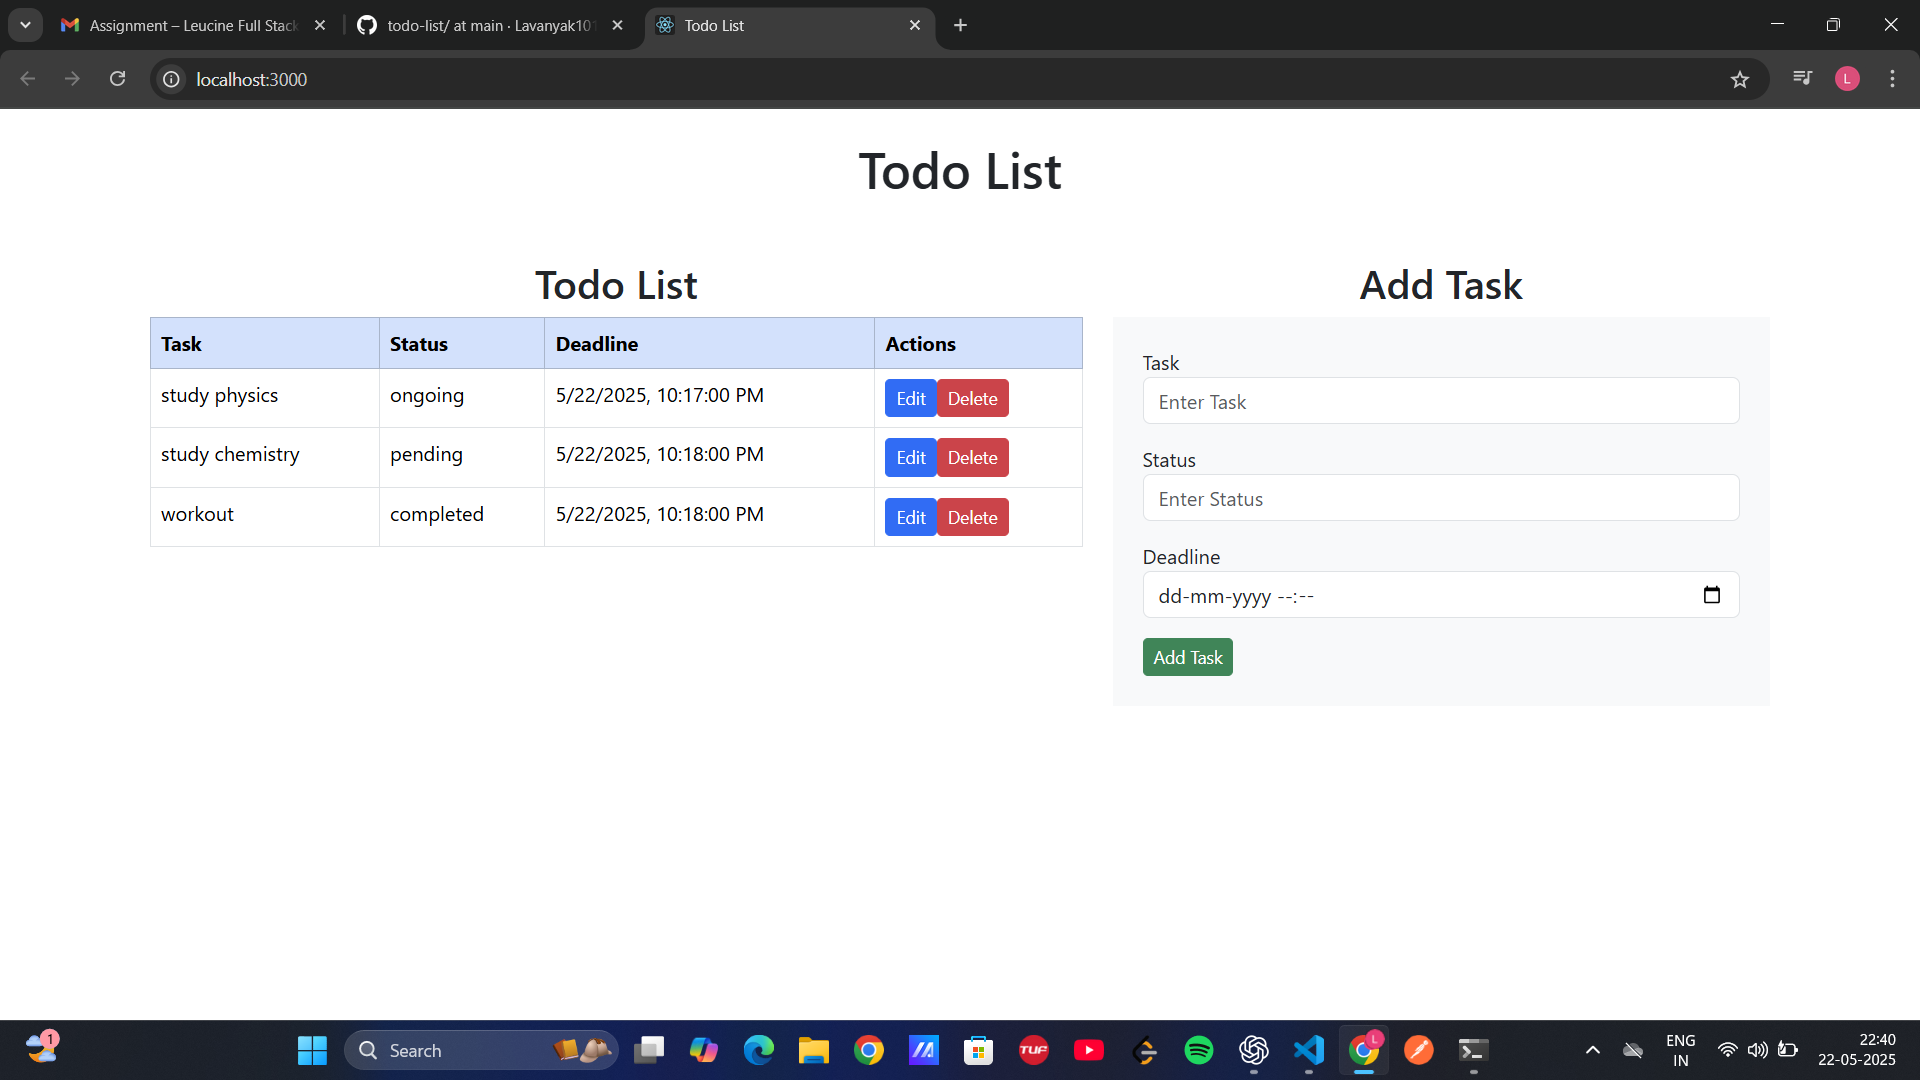 Assignment – Leucine Full Stack
todo-list/ at main · Lavanyak101
Todo List
localhost:3000
L
Todo List
Todo List
Task Status Deadline Actions
study physics ongoing 5/22/2025, 10:17:00 PM Edit Delete
study chemistry pending 5/22/2025, 10:18:00 PM Edit Delete
workout completed 5/22/2025, 10:18:00 PM Edit Delete
Add Task
Task
Enter Task
Status
Enter Status
Deadline
dd-mm-yyyy --:--
Add Task
1
Search
TUF
L
ENG
IN
22:40
22-05-2025